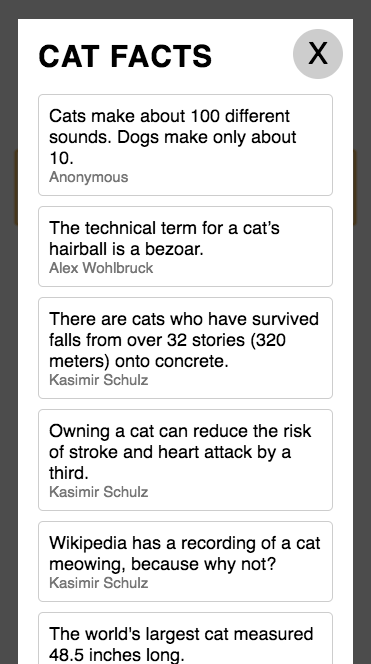 CAT FACTS
X
Cats make about 100 different
sounds. Dogs make only about
10.
Anonymous
The technical term for a cat’s
hairball is a bezoar.
Alex Wohlbruck
There are cats who have survived
falls from over 32 stories (320
meters) onto concrete.
Kasimir Schulz
Owning a cat can reduce the risk
of stroke and heart attack by a
third.
Kasimir Schulz
Wikipedia has a recording of a cat
meowing, because why not?
Kasimir Schulz
The world's largest cat measured
48.5 inches long.